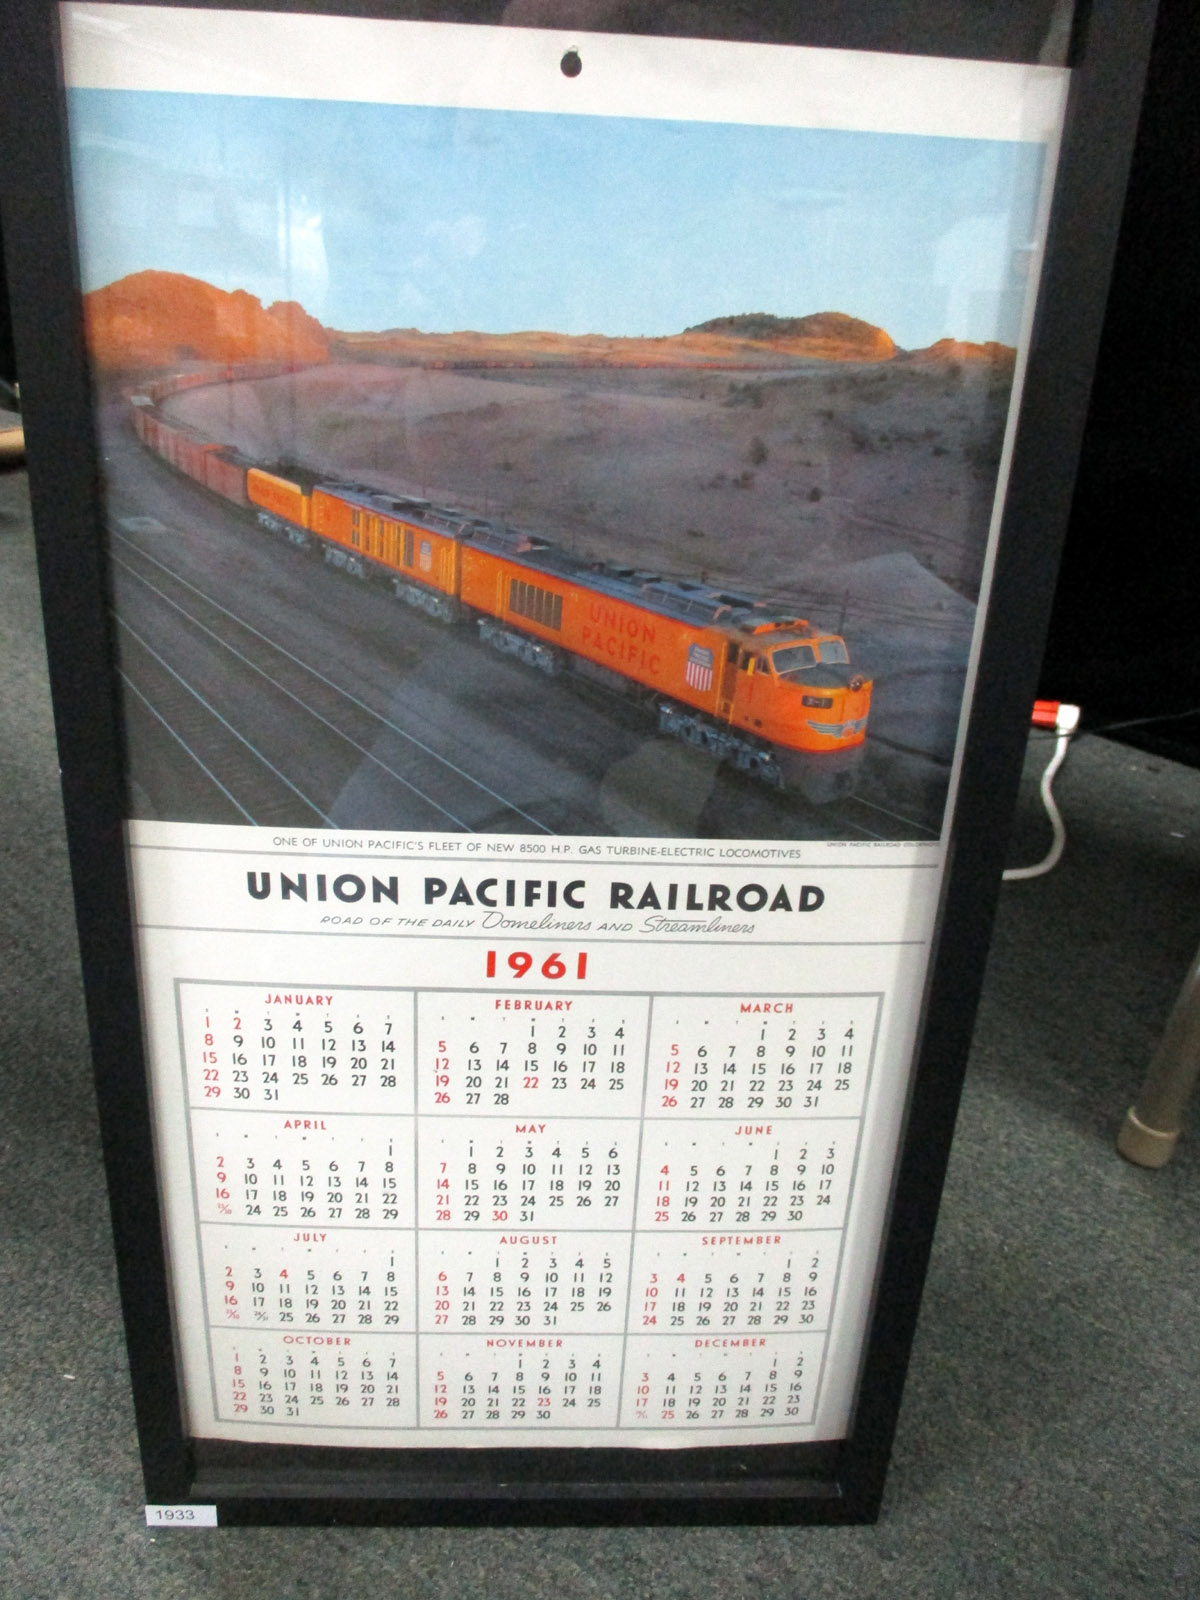 UNION
PACIFIC
X-1
ONE OF UNION PACIFIC'S FLEET OF NEW 8500 H.P. GAS TURBINE-ELECTRIC LOCOMOTIVES
UNION PACIFIC RAILROAD COLORPHOTO
UNION PACIFIC RAILROAD
ROAD OF THE DAILY Domeliners AND Streamliners
1961
JANUARY
1 2 3 4 5 6 7
8 9 10 11 12 13 14
15 16 17 18 19 20 21
22 23 24 25 26 27 28
29 30 31
FEBRUARY
1 2 3 4
5 6 7 8 9 10 11
12 13 14 15 16 17 18
19 20 21 22 23 24 25
26 27 28
MARCH
1 2 3 4
5 6 7 8 9 10 11
12 13 14 15 16 17 18
19 20 21 22 23 24 25
26 27 28 29 30 31
APRIL
1
2 3 4 5 6 7 8
9 10 11 12 13 14 15
16 17 18 19 20 21 22
23/30 24 25 26 27 28 29
MAY
1 2 3 4 5 6
7 8 9 10 11 12 13
14 15 16 17 18 19 20
21 22 23 24 25 26 27
28 29 30 31
JUNE
1 2 3
4 5 6 7 8 9 10
11 12 13 14 15 16 17
18 19 20 21 22 23 24
25 26 27 28 29 30
JULY
1
2 3 4 5 6 7 8
9 10 11 12 13 14 15
16 17 18 19 20 21 22
23/30 24/31 25 26 27 28 29
AUGUST
1 2 3 4 5
6 7 8 9 10 11 12
13 14 15 16 17 18 19
20 21 22 23 24 25 26
27 28 29 30 31
SEPTEMBER
1 2
3 4 5 6 7 8 9
10 11 12 13 14 15 16
17 18 19 20 21 22 23
24 25 26 27 28 29 30
OCTOBER
1 2 3 4 5 6 7
8 9 10 11 12 13 14
15 16 17 18 19 20 21
22 23 24 25 26 27 28
29 30 31
NOVEMBER
1 2 3 4
5 6 7 8 9 10 11
12 13 14 15 16 17 18
19 20 21 22 23 24 25
26 27 28 29 30
DECEMBER
1 2
3 4 5 6 7 8 9
10 11 12 13 14 15 16
17 18 19 20 21 22 23
24/31 25 26 27 28 29 30
1933